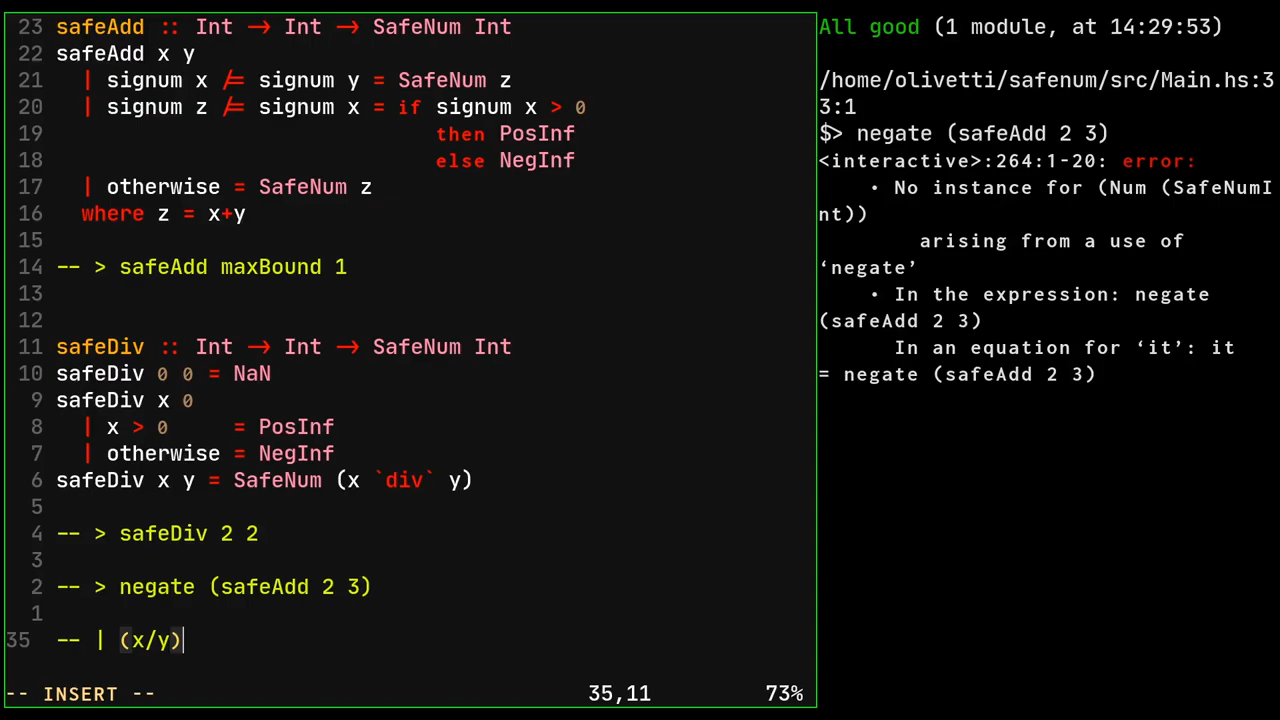 23 safeAdd :: Int → Int → SafeNum Int
22 safeAdd x y
21   | signum x ≠ signum y = SafeNum z
20   | signum z ≠ signum x = if signum x > 0
19                              then PosInf
18                              else NegInf
17   | otherwise = SafeNum z
16   where z = x+y
15
14 -- > safeAdd maxBound 1
13
12
11 safeDiv :: Int → Int → SafeNum Int
10 safeDiv 0 0 = NaN
9 safeDiv x 0
8   | x > 0     = PosInf
7   | otherwise = NegInf
6 safeDiv x y = SafeNum (x `div` y)
5
4 -- > safeDiv 2 2
3
2 -- > negate (safeAdd 2 3)
1
35 -- | (x/y)
-- INSERT -- 35,11 73%
All good (1 module, at 14:29:53)
/home/olivetti/safenum/src/Main.hs:3
3:1
$> negate (safeAdd 2 3)
<interactive>:264:1-20: error:
• No instance for (Num (SafeNumI
nt))
arising from a use of
‘negate’
• In the expression: negate
(safeAdd 2 3)
In an equation for ‘it’: it
= negate (safeAdd 2 3)